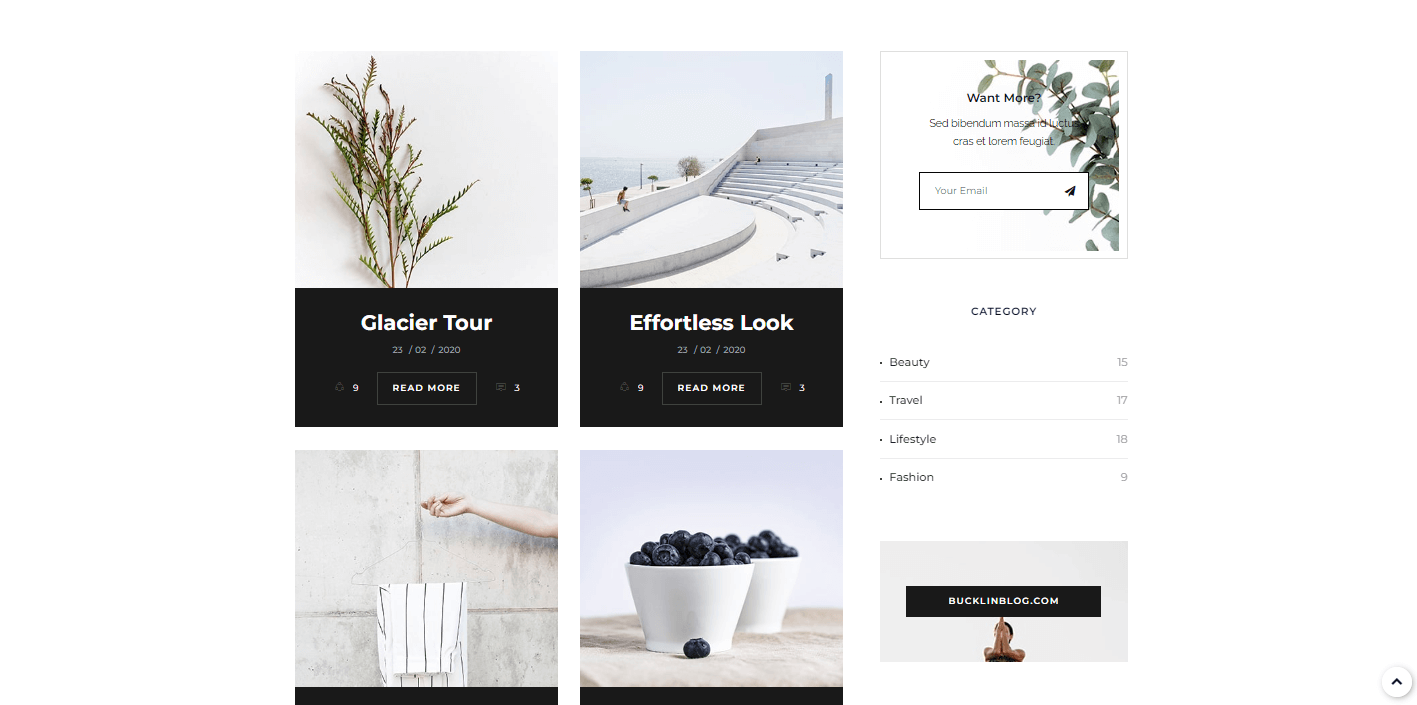 Glacier Tour
23 / 02 / 2020
9
READ MORE
3
Effortless Look
23 / 02 / 2020
9
READ MORE
3
Want More?
Sed bibendum massa id luctus
cras et lorem feugiat.
Your Email
CATEGORY
Beauty 15
Travel 17
Lifestyle 18
Fashion 9
BUCKLINBLOG.COM